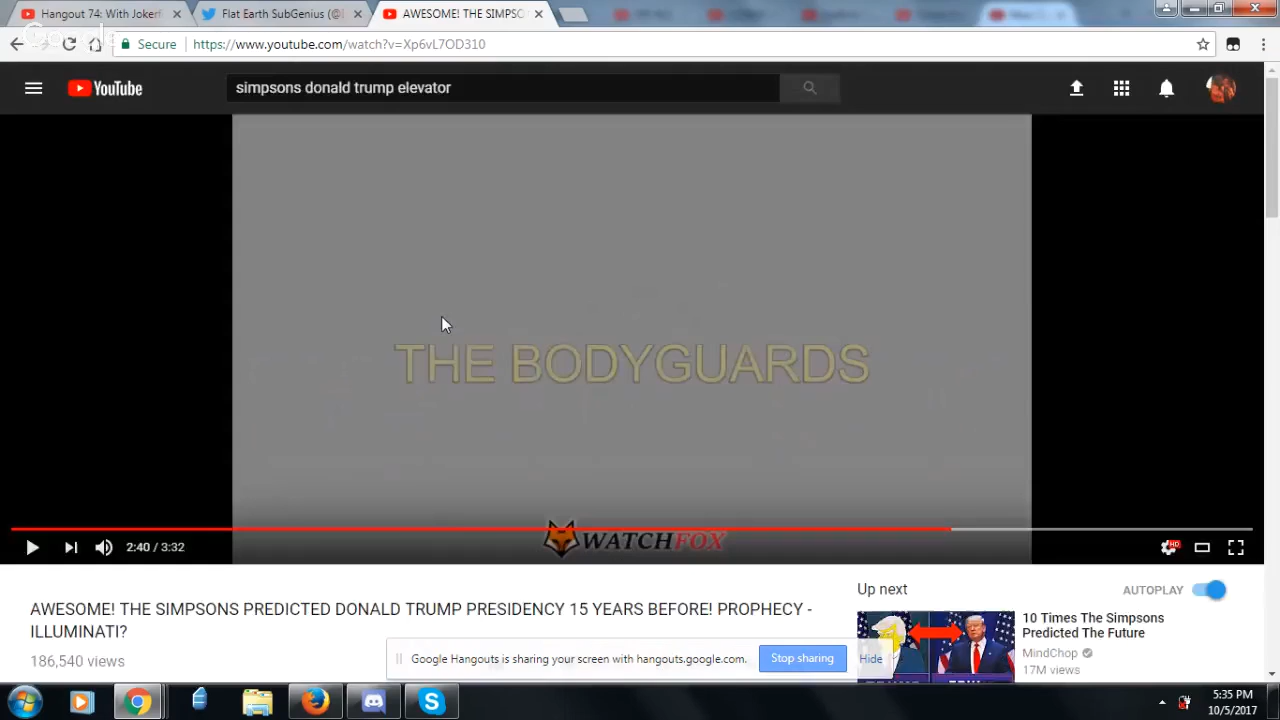 Hangout 74: With Jokerf
Flat Earth SubGenius (@
AWESOME! THE SIMPSO
Secure
https://www.youtube.com/watch?v=Xp6vL7OD310
YouTube
simpsons donald trump elevator
THE BODYGUARDS
WATCHFOX
2:40 / 3:32
HD
AWESOME! THE SIMPSONS PREDICTED DONALD TRUMP PRESIDENCY 15 YEARS BEFORE! PROPHECY -
ILLUMINATI?
186,540 views
Up next
AUTOPLAY
10 Times The Simpsons
Predicted The Future
MindChop
17M views
Google Hangouts is sharing your screen with hangouts.google.com.
Stop sharing
Hide
5:35 PM
10/5/2017